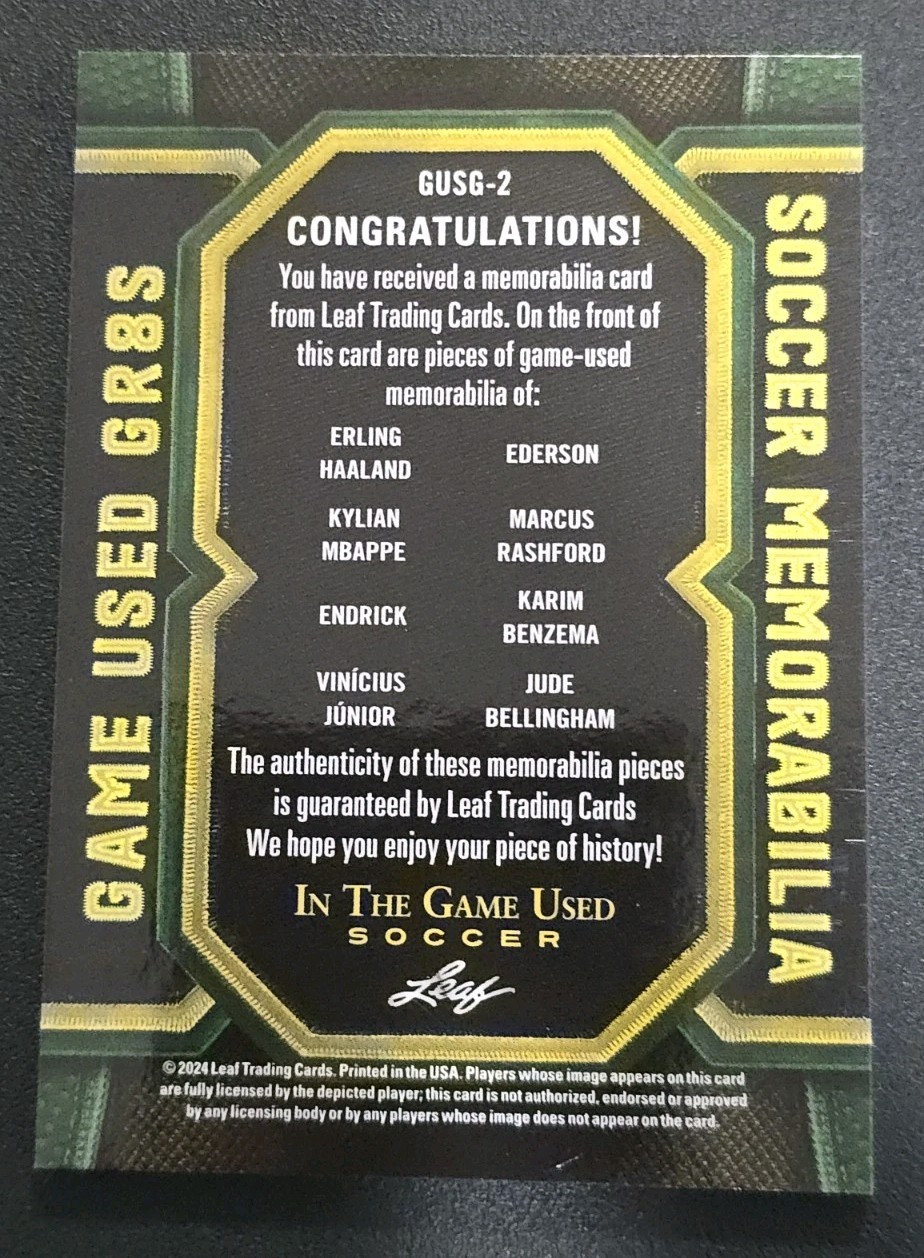 GUSG-2
CONGRATULATIONS!
You have received a memorabilia card
from Leaf Trading Cards. On the front of
this card are pieces of game-used
memorabilia of:
ERLING
HAALAND
EDERSON
KYLIAN
MBAPPE
MARCUS
RASHFORD
ENDRICK
KARIM
BENZEMA
VINÍCIUS
JÚNIOR
JUDE
BELLINGHAM
The authenticity of these memorabilia pieces
is guaranteed by Leaf Trading Cards
We hope you enjoy your piece of history!
IN THE GAME USED
SOCCER
Leaf
GAME USED GR8S
SOCCER MEMORABILIA
© 2024 Leaf Trading Cards. Printed in the USA. Players whose image appears on this card
are fully licensed by the depicted player; this card is not authorized, endorsed or approved
by any licensing body or by any players whose image does not appear on the card.